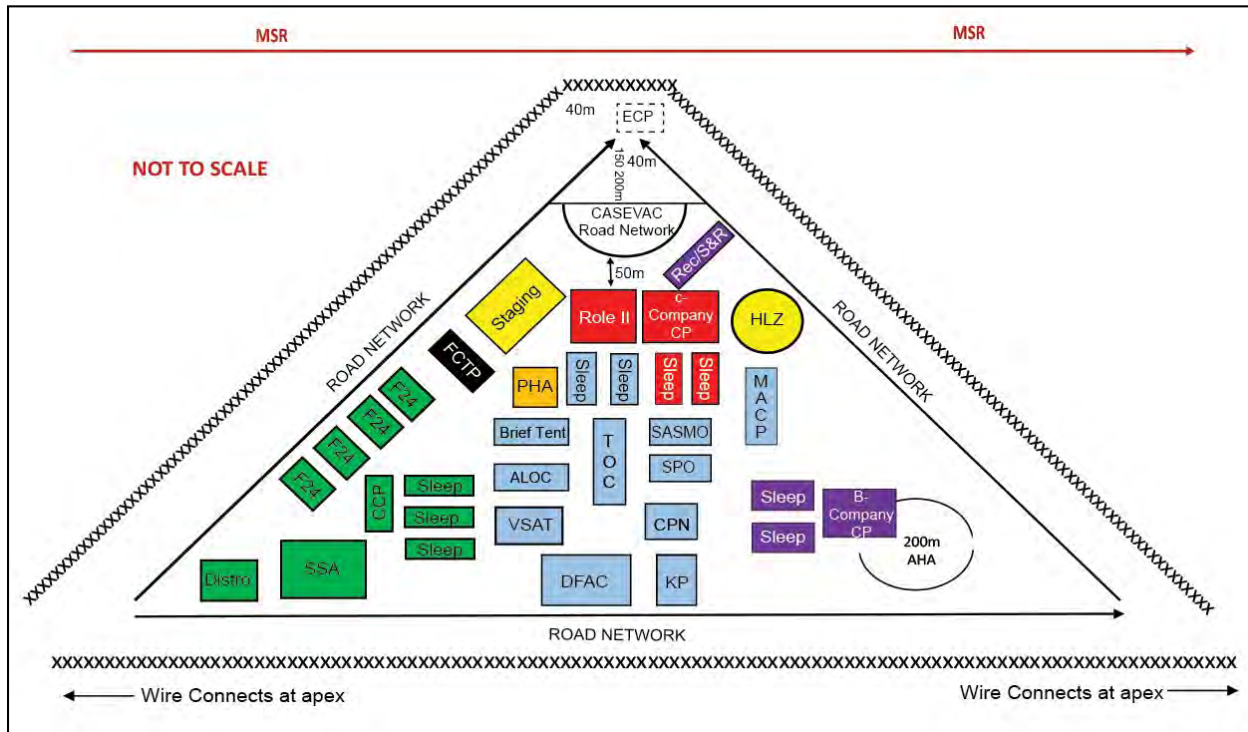 MSR
MSR
XXXXXXXXXXX
40m
ECP
NOT TO SCALE
150 200m
40m
CASEVAC
Road Network
Rec/S&R
50m
Staging
Role II
c-
Company
CP
HLZ
ROAD NETWORK
ROAD NETWORK
FCTP
PHA
Sleep
Sleep
Sleep
Sleep
MACP
F24
F24
F24
F24
Brief Tent
TOC
SASMO
ALOC
SPO
CCP
Sleep
Sleep
Sleep
VSAT
CPN
Sleep
Sleep
B-
Company
CP
200m
AHA
Distro
SSA
DFAC
KP
ROAD NETWORK
Wire Connects at apex
Wire Connects at apex